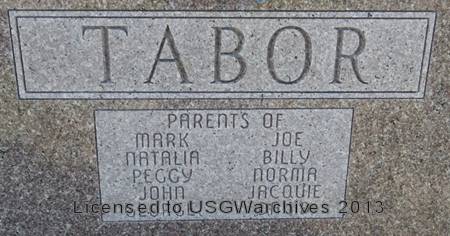 TABOR
PARENTS OF
MARK JOE
NATALIA BILLY
PEGGY NORMA
JOHN JACQUIE
Licensed to USGWarchives 2013